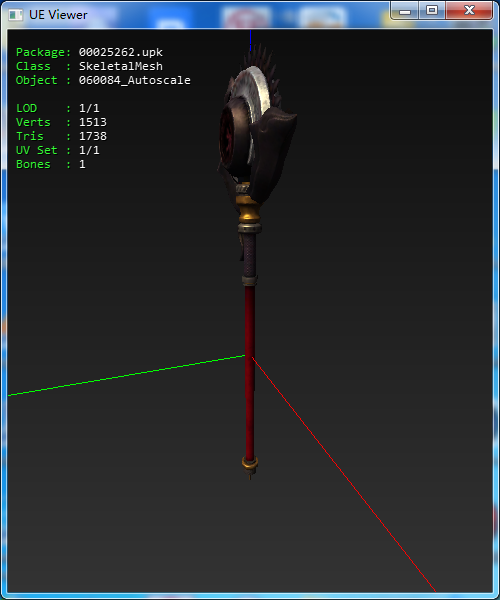 UE Viewer
Package: 00025262.upk
Class : SkeletalMesh
Object : 060084_Autoscale
LOD : 1/1
Verts : 1513
Tris : 1738
UV Set : 1/1
Bones : 1